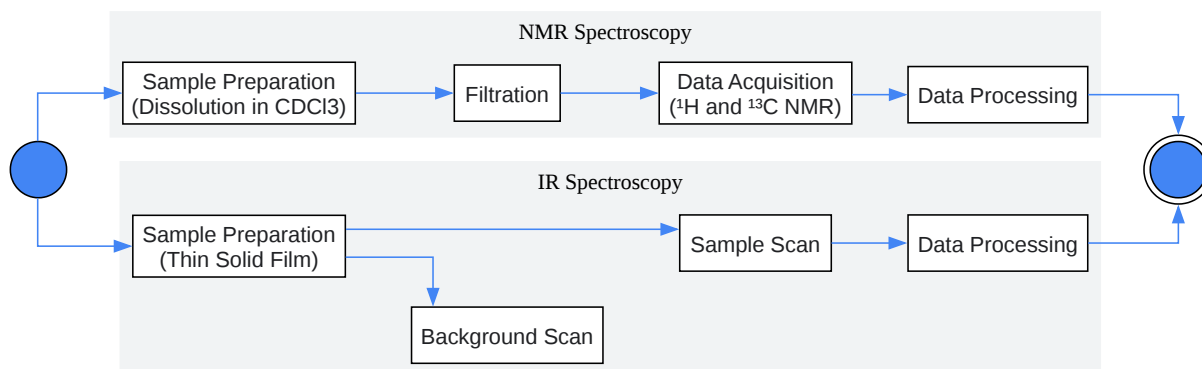 NMR Spectroscopy
Sample Preparation
(Dissolution in CDCl3)
Filtration
Data Acquisition
(¹H and ¹³C NMR)
Data Processing
IR Spectroscopy
Sample Preparation
(Thin Solid Film)
Sample Scan
Data Processing
Background Scan